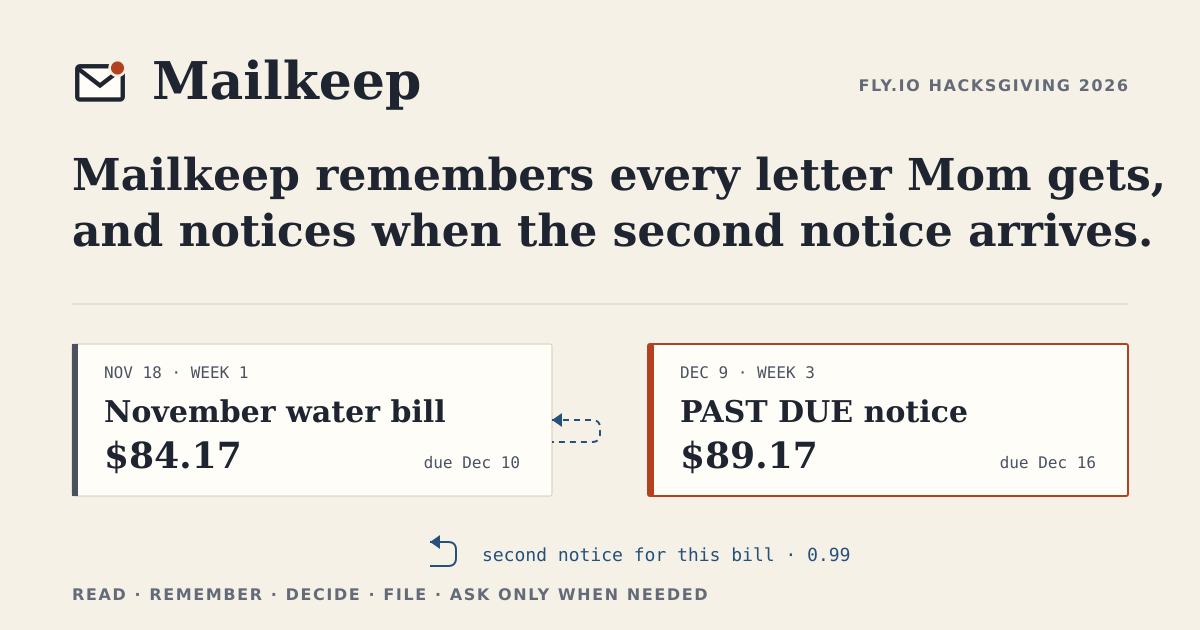 Mailkeep
FLY.IO HACKSGIVING 2026
Mailkeep remembers every letter Mom gets,
and notices when the second notice arrives.
NOV 18 · WEEK 1
November water bill
$84.17
due Dec 10
DEC 9 · WEEK 3
PAST DUE notice
$89.17
due Dec 16
second notice for this bill · 0.99
READ · REMEMBER · DECIDE · FILE · ASK ONLY WHEN NEEDED